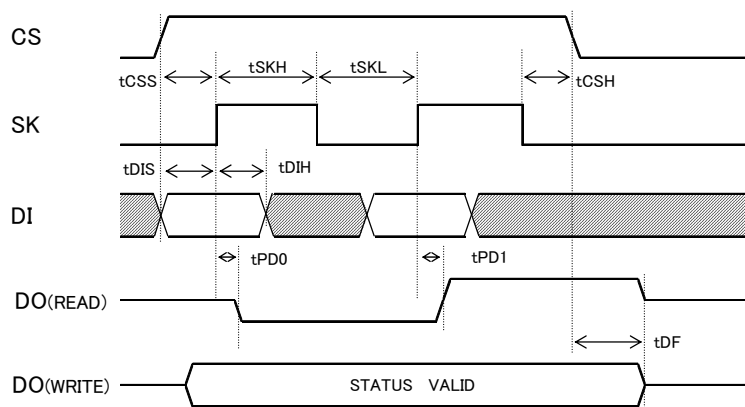 CS
tCSS
tSKH
tSKL
tCSH
SK
tDIS
tDIH
DI
tPD0
tPD1
DO(READ)
tDF
DO(WRITE)
STATUS VALID